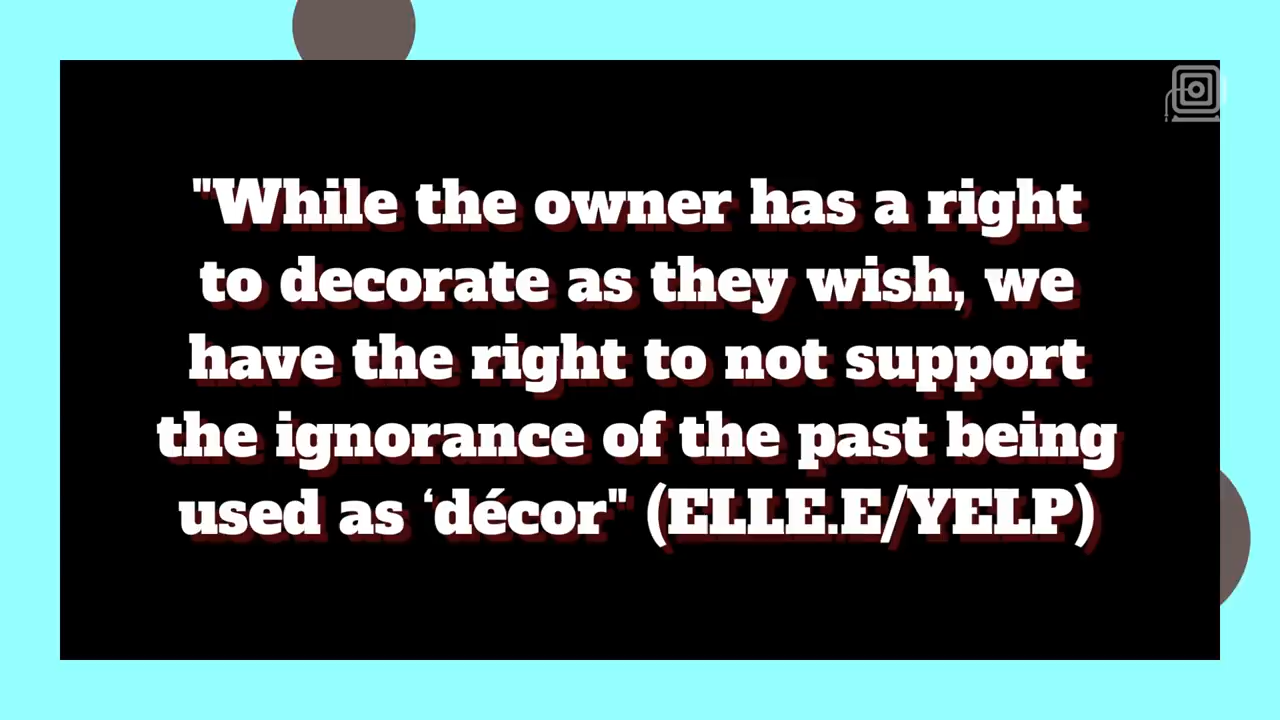 "While the owner has a right
to decorate as they wish, we
have the right to not support
the ignorance of the past being
used as ‘décor" (ELLE.E/YELP)